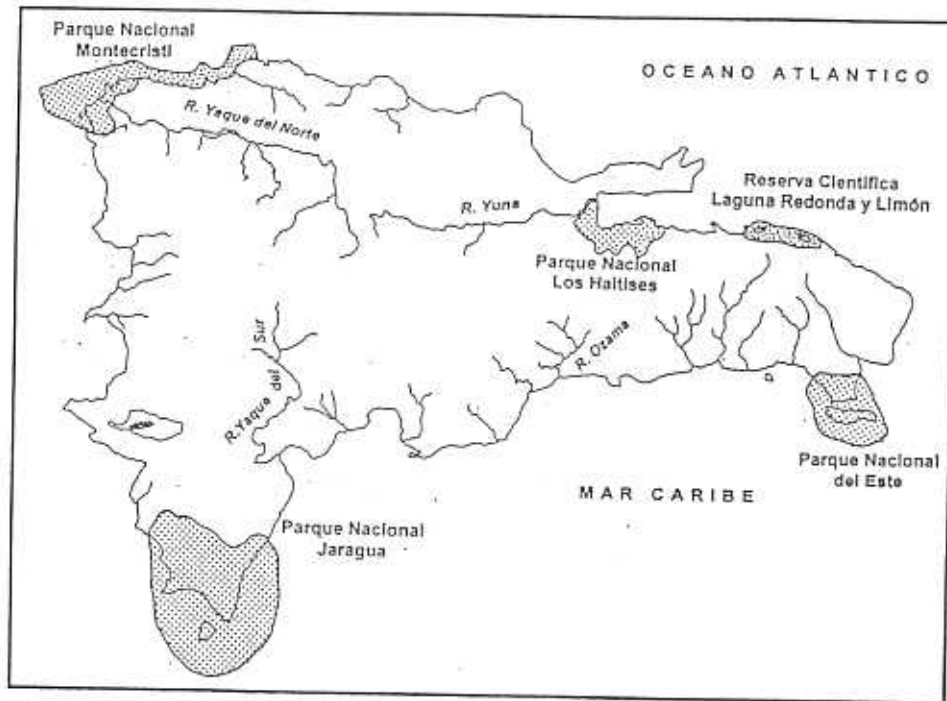 Parque Nacional
Montecristi
OCEANO ATLANTICO
R. Yaque del Norte
Reserva Científica
Laguna Redonda y Limón
R. Yuna
Parque Nacional
Los Haitises
R. Yaque del Sur
R. Ozama
Parque Nacional
del Este
MAR CARIBE
Parque Nacional
Jaragua